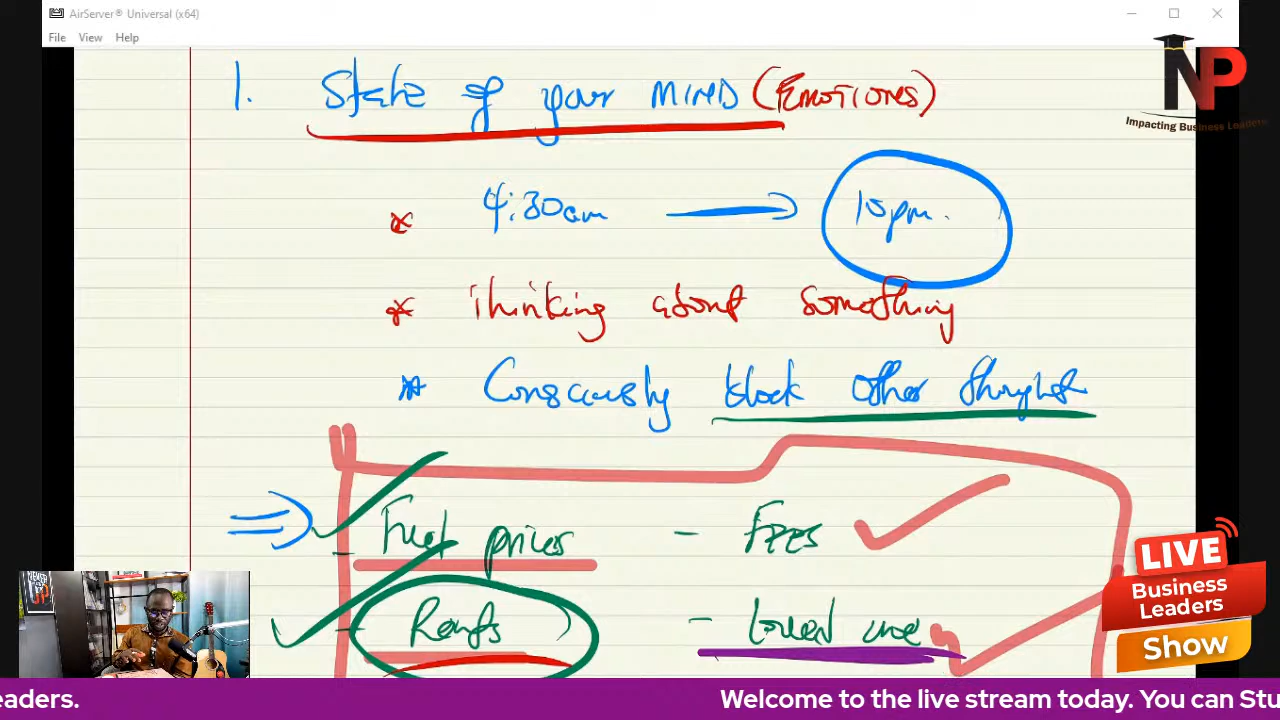 AirServer® Universal (x64)
File View Help
1. State of your MIND (EMOTIONS)
NP
Impacting Business Leaders
* 4:30am → 10pm.
* Thinking about something
* Consciously block other thoughts
⇒ - Fuel prices - FEES
- Rents - Loved one
LIVE
Business
Leaders
Show
eaders. Welcome to the live stream today. You can Stu